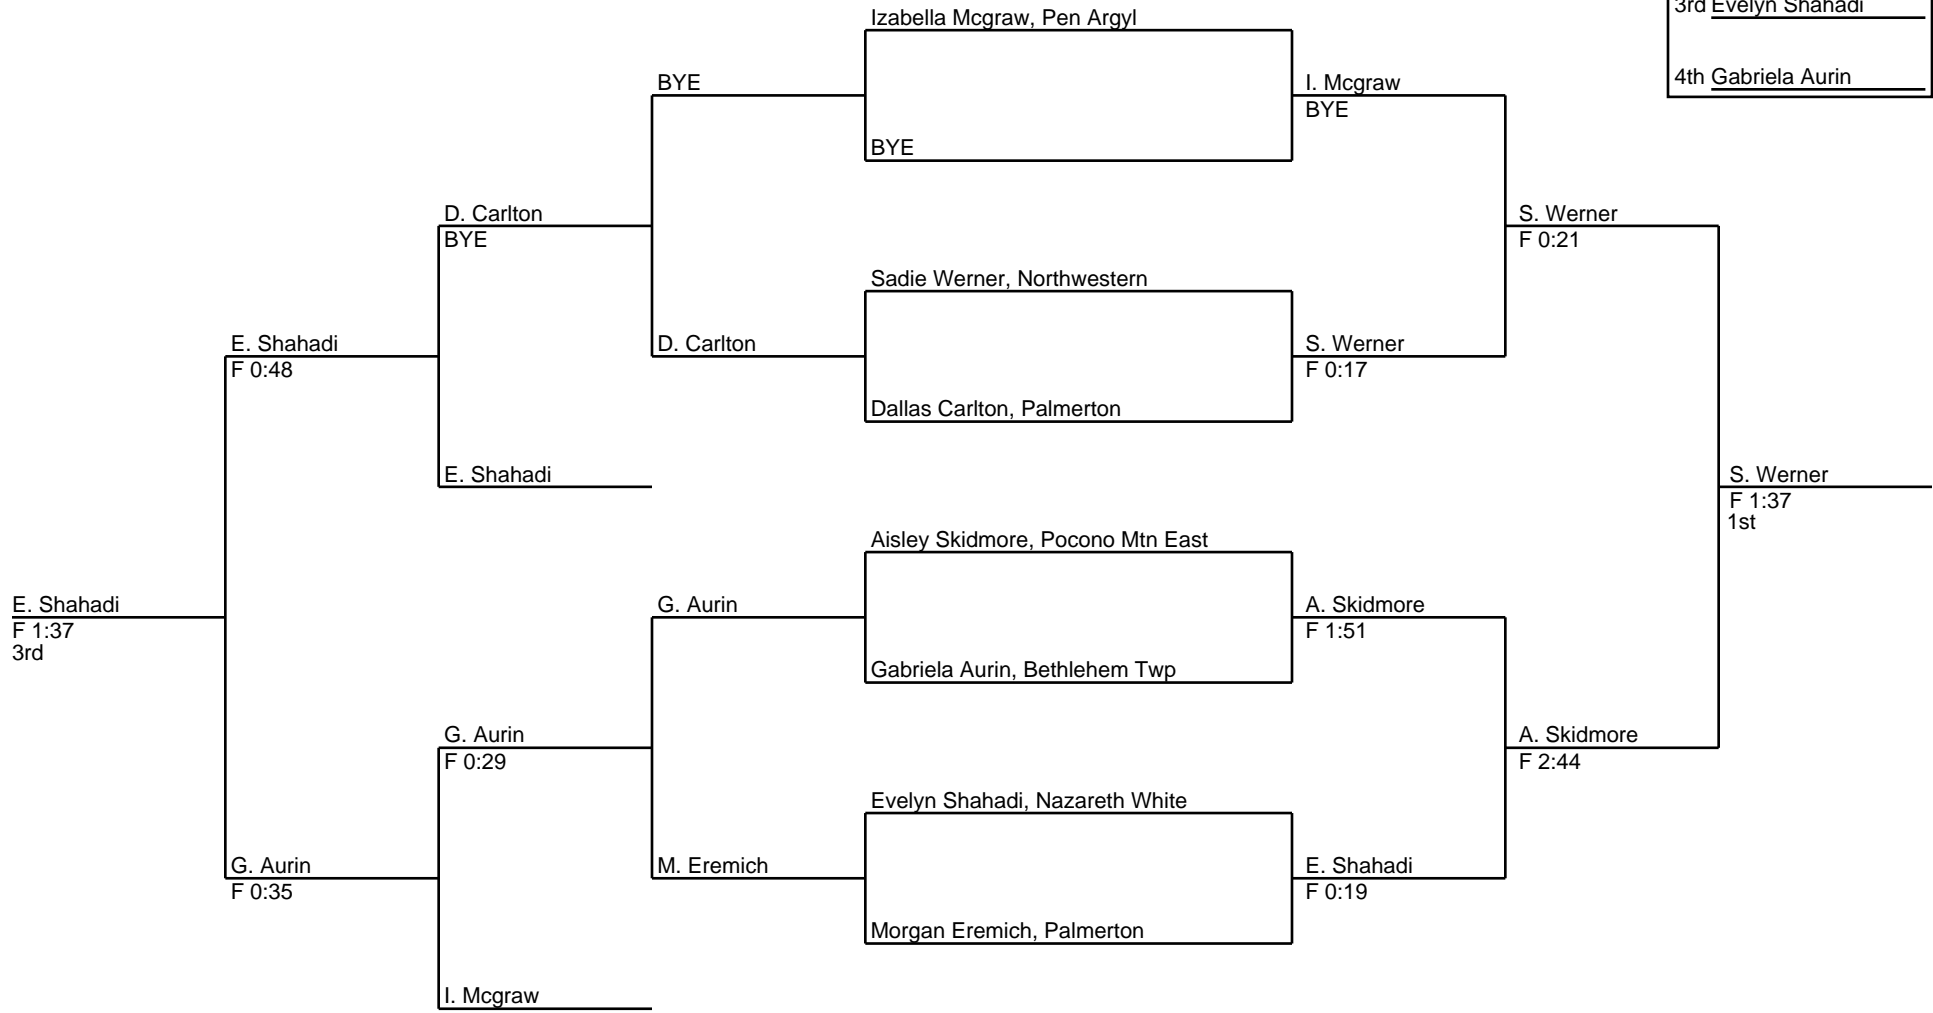 3rd Evelyn Shahadi
Izabella Mcgraw, Pen Argyl
4th Gabriela Aurin
BYE
I. Mcgraw
BYE
BYE
D. Carlton
BYE
S. Werner
F 0:21
Sadie Werner, Northwestern
E. Shahadi
F 0:48
D. Carlton
S. Werner
F 0:17
Dallas Carlton, Palmerton
E. Shahadi
S. Werner
F 1:37
1st
Aisley Skidmore, Pocono Mtn East
E. Shahadi
F 1:37
3rd
G. Aurin
A. Skidmore
F 1:51
Gabriela Aurin, Bethlehem Twp
G. Aurin
F 0:29
A. Skidmore
F 2:44
Evelyn Shahadi, Nazareth White
G. Aurin
F 0:35
M. Eremich
E. Shahadi
F 0:19
Morgan Eremich, Palmerton
I. Mcgraw